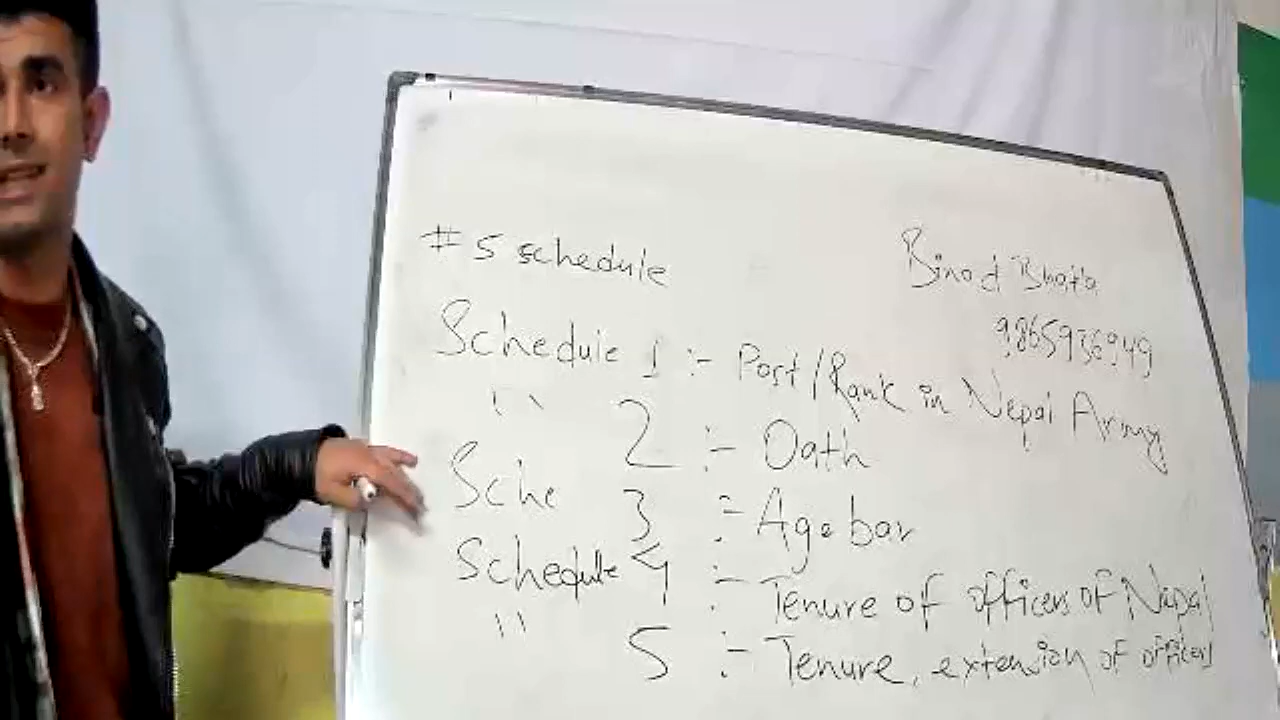 # 5 schedule
Binod Bhatta
9865936949
Schedule 1 :- Post/Rank in Nepal Army
" 2 :- Oath
Sche 3 :- Age bar
Schedule 4 :- Tenure of officers of Nepal
" 5 :- Tenure, extension of officers